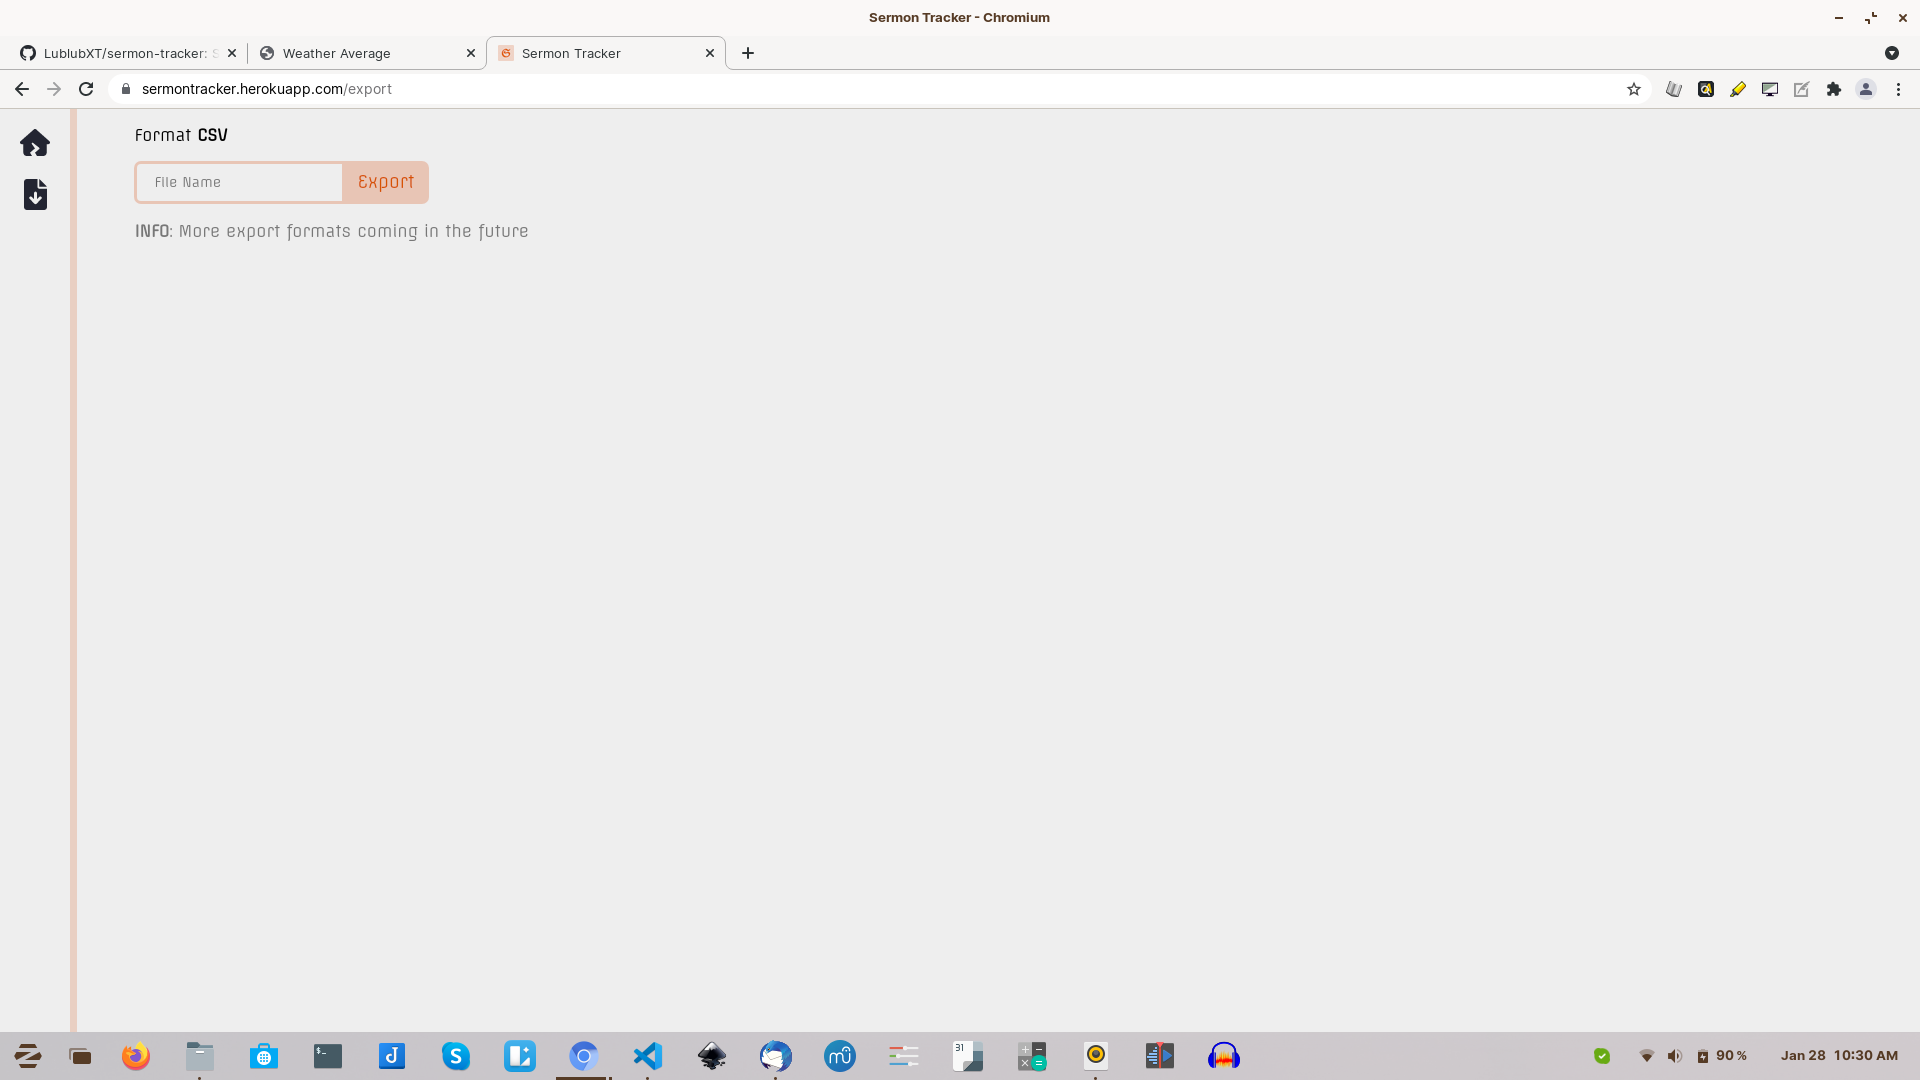 Sermon Tracker - Chromium
LublubXT/sermon-tracker: S
Weather Average
Sermon Tracker
sermontracker.herokuapp.com/export
Format CSV
File Name
Export
INFO: More export formats coming in the future
31
90 %
Jan 28 10:30 AM